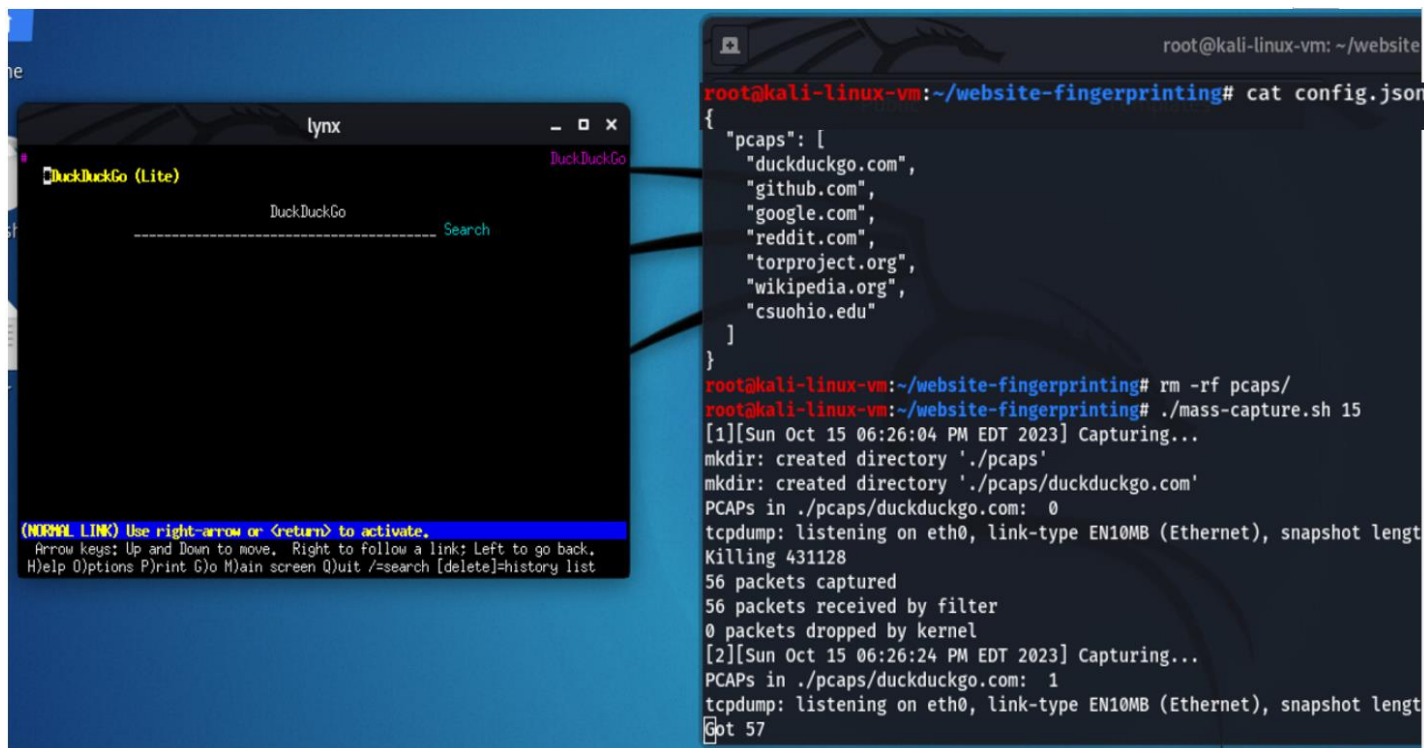 ne
lynx
#
DuckDuckGo
DuckDuckGo (Lite)
DuckDuckGo
________________________________________ Search
(NORMAL LINK) Use right-arrow or <return> to activate.
Arrow keys: Up and Down to move. Right to follow a link; Left to go back.
H)elp O)ptions P)rint G)o M)ain screen Q)uit /=search [delete]=history list
root@kali-linux-vm: ~/website
root@kali-linux-vm:~/website-fingerprinting# cat config.json
{
"pcaps": [
"duckduckgo.com",
"github.com",
"google.com",
"reddit.com",
"torproject.org",
"wikipedia.org",
"csuohio.edu"
]
}
root@kali-linux-vm:~/website-fingerprinting# rm -rf pcaps/
root@kali-linux-vm:~/website-fingerprinting# ./mass-capture.sh 15
[1][Sun Oct 15 06:26:04 PM EDT 2023] Capturing...
mkdir: created directory './pcaps'
mkdir: created directory './pcaps/duckduckgo.com'
PCAPs in ./pcaps/duckduckgo.com: 0
tcpdump: listening on eth0, link-type EN10MB (Ethernet), snapshot lengt
Killing 431128
56 packets captured
56 packets received by filter
0 packets dropped by kernel
[2][Sun Oct 15 06:26:24 PM EDT 2023] Capturing...
PCAPs in ./pcaps/duckduckgo.com: 1
tcpdump: listening on eth0, link-type EN10MB (Ethernet), snapshot lengt
Got 57